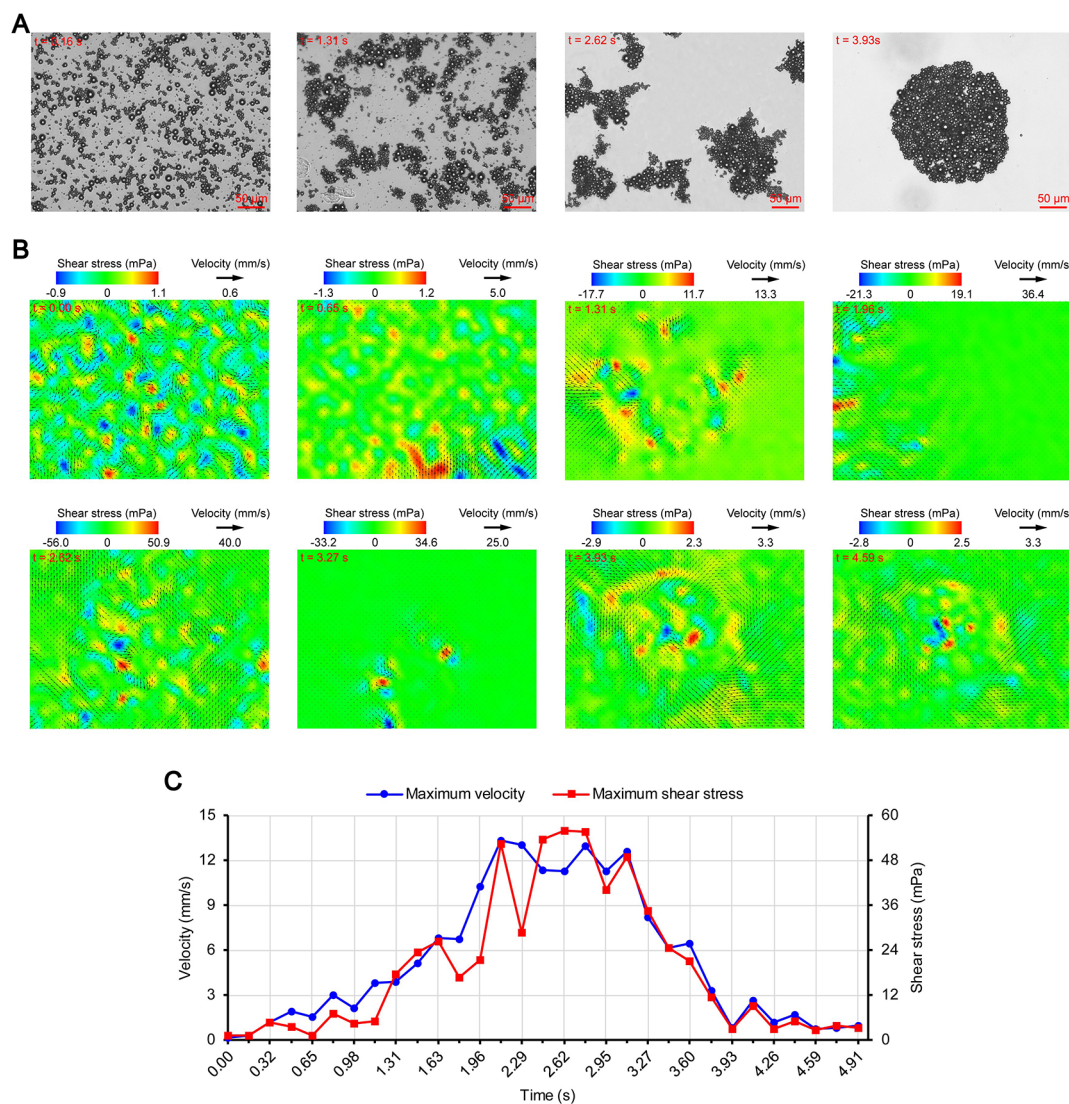 A
t = 0.16 s
t = 1.31 s
t = 2.62 s
t = 3.93s
50 μm
50 μm
50 μm
50 μm
B
Shear stress (mPa) Velocity (mm/s)
-0.9 0 1.1 0.6
t = 0.00 s
Shear stress (mPa) Velocity (mm/s)
-1.3 0 1.2 5.0
t = 0.65 s
Shear stress (mPa) Velocity (mm/s)
-17.7 0 11.7 13.3
t = 1.31 s
Shear stress (mPa) Velocity (mm/s)
-21.3 0 19.1 36.4
t = 1.96 s
Shear stress (mPa) Velocity (mm/s)
-56.0 0 50.9 40.0
t = 2.62 s
Shear stress (mPa) Velocity (mm/s)
-33.2 0 34.6 25.0
t = 3.27 s
Shear stress (mPa) Velocity (mm/s)
-2.9 0 2.3 3.3
t = 3.93 s
Shear stress (mPa) Velocity (mm/s)
-2.8 0 2.5 3.3
t = 4.59 s
C
Maximum velocity Maximum shear stress
15 60
12 48
9 36
6 24
3 12
0 0
Velocity (mm/s)
Shear stress (mPa)
0.00 0.32 0.65 0.98 1.31 1.63 1.96 2.29 2.62 2.95 3.27 3.60 3.93 4.26 4.59 4.91
Time (s)